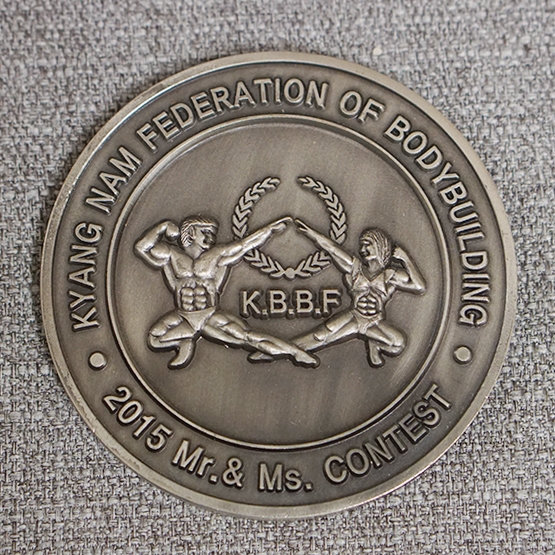 KYANG NAM FEDERATION OF BODYBUILDING
K.B.B.F
2015 Mr. & Ms. CONTEST